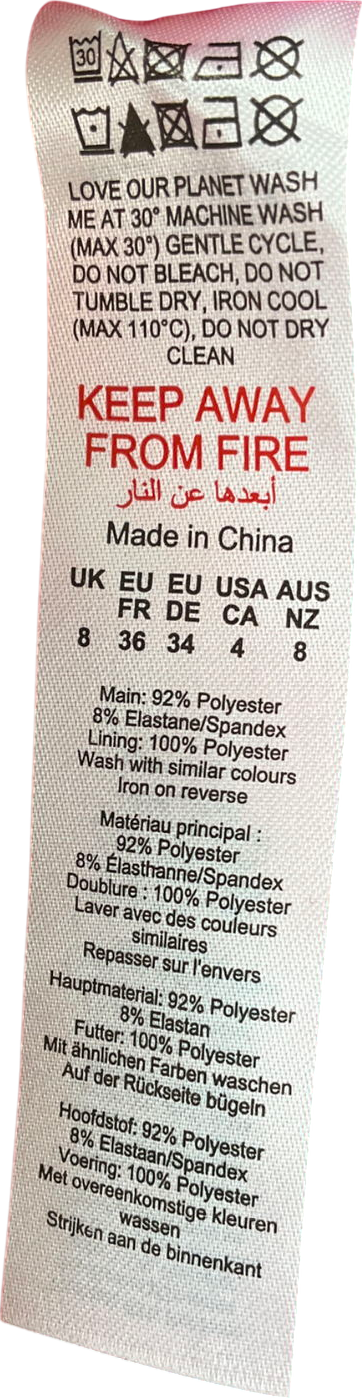 30
LOVE OUR PLANET WASH
ME AT 30° MACHINE WASH
(MAX 30°) GENTLE CYCLE,
DO NOT BLEACH, DO NOT
TUMBLE DRY, IRON COOL
(MAX 110°C), DO NOT DRY
CLEAN
KEEP AWAY
FROM FIRE
أبعدها عن النار
Made in China
UK EU EU USA AUS
FR DE CA NZ
8 36 34 4 8
Main: 92% Polyester
8% Elastane/Spandex
Lining: 100% Polyester
Wash with similar colours
Iron on reverse
Matériau principal :
92% Polyester
8% Élasthanne/Spandex
Doublure : 100% Polyester
Laver avec des couleurs
similaires
Repasser sur l'envers
Hauptmaterial: 92% Polyester
8% Elastan
Futter: 100% Polyester
Mit ähnlichen Farben waschen
Auf der Rückseite bügeln
Hoofdstof: 92% Polyester
8% Elastaan/Spandex
Voering: 100% Polyester
Met overeenkomstige kleuren
wassen
Strijken aan de binnenkant